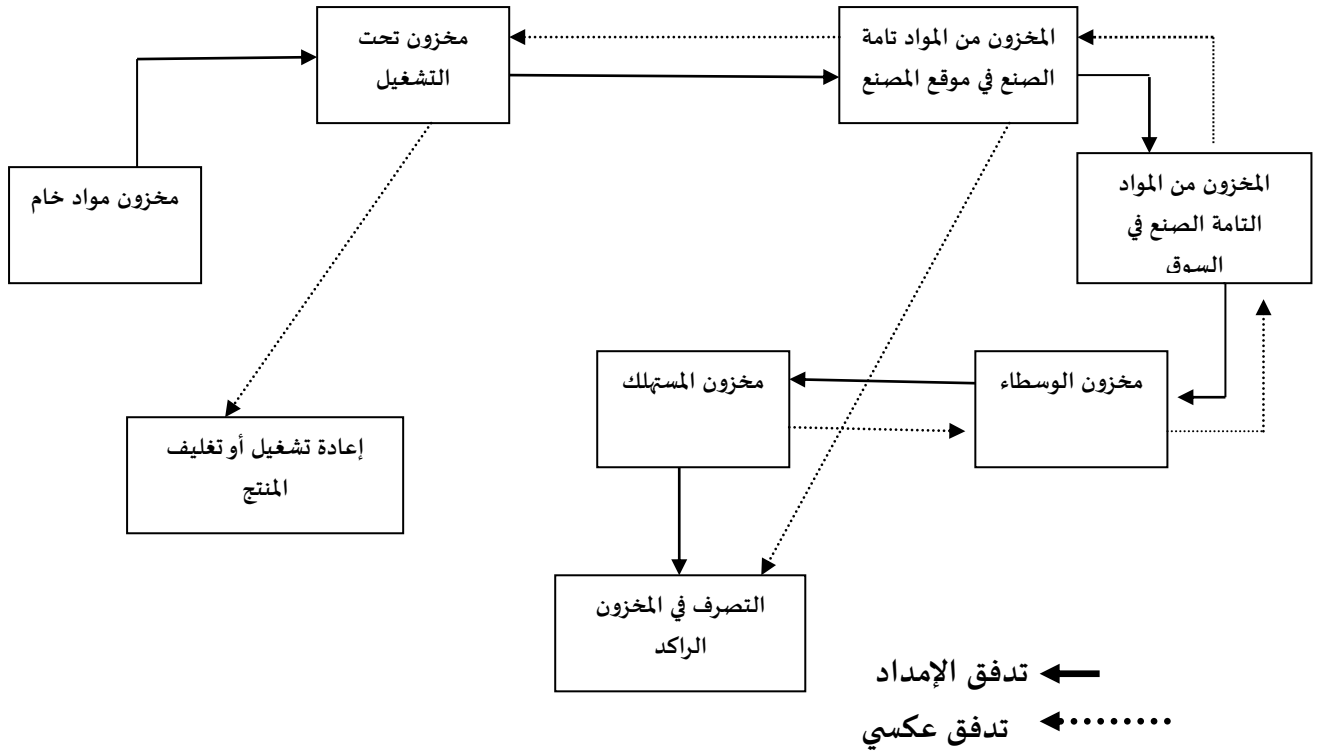 مخزون تحت
التشغيل
المخزون من المواد تامة
الصنع في موقع المصنع
مخزون مواد خام
المخزون من المواد
التامة الصنع في
السوق
مخزون المستهلك
مخزون الوسطاء
إعادة تشغيل أو تغليف
المنتج
التصرف في المخزون
الراكد
تدفق الإمداد
تدفق عكسي